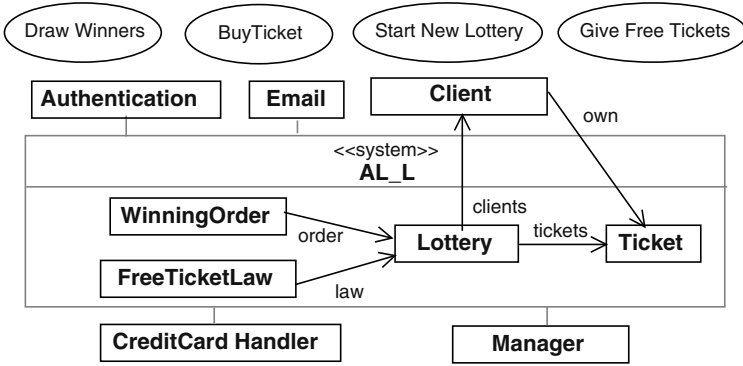 Draw Winners
BuyTicket
Start New Lottery
Give Free Tickets
Authentication
Email
Client
own
<<system>>
AL_L
WinningOrder
order
clients
Lottery
tickets
Ticket
FreeTicketLaw
law
CreditCard Handler
Manager